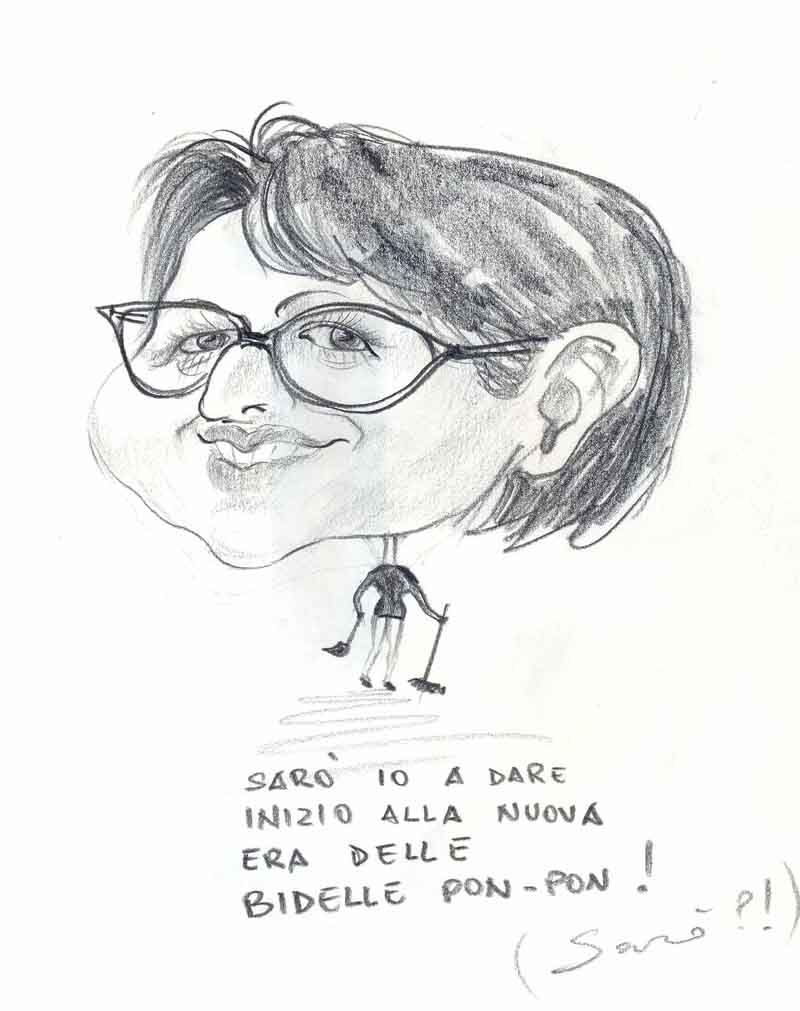 SARÒ IO A DARE
INIZIO ALLA NUOVA
ERA DELLE
BIDELLE PON-PON!
(Sarò?!)